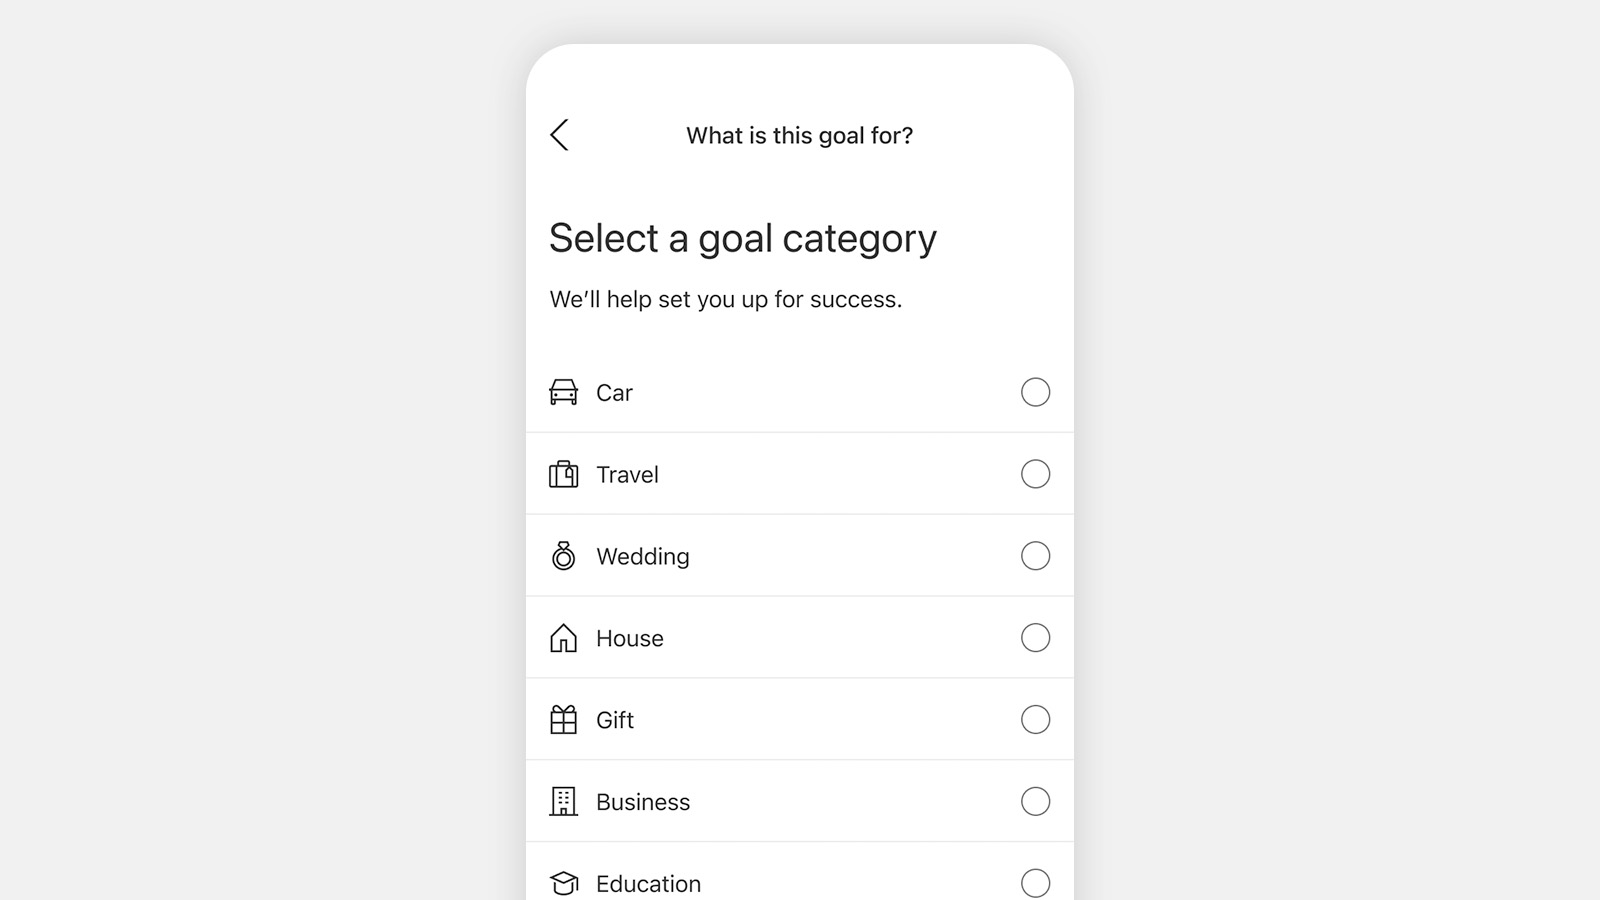 What is this goal for?
Select a goal category
We’ll help set you up for success.
Car
Travel
Wedding
House
Gift
Business
Education